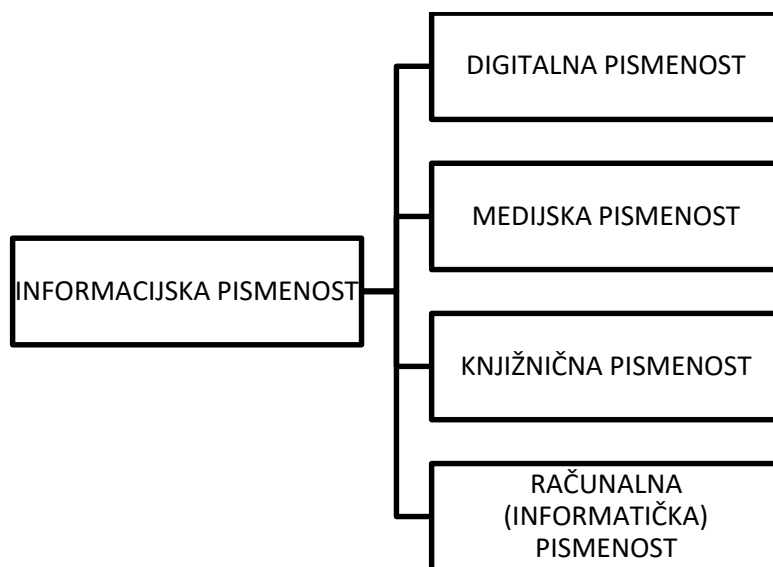 DIGITALNA PISMENOST
MEDIJSKA PISMENOST
INFORMACIJSKA PISMENOST
KNJIŽNIČNA PISMENOST
RAČUNALNA
(INFORMATIČKA)
PISMENOST